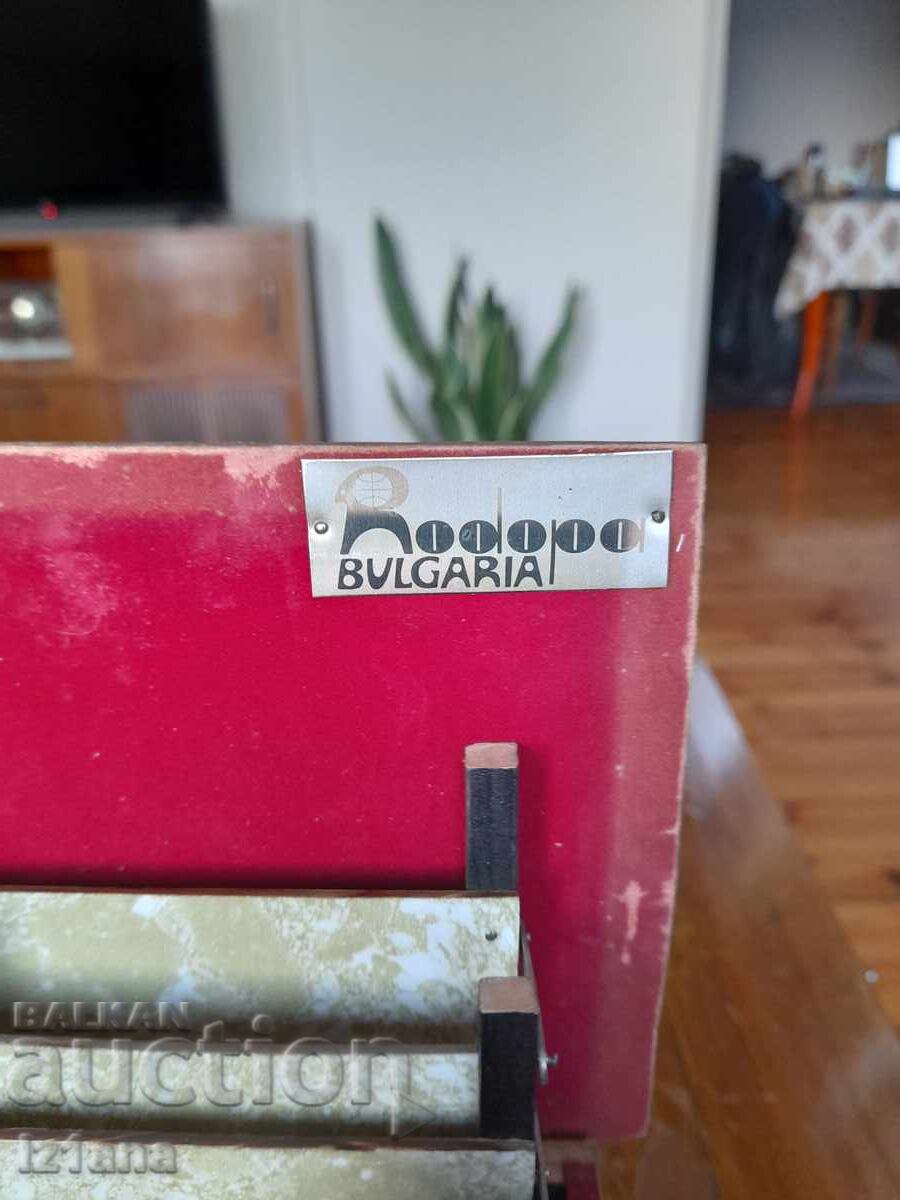 Rodopa
BULGARIA
BALKAN
auction
iz1ana